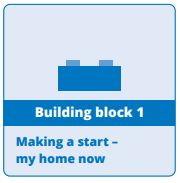 Building block 1
Making a start –
my home now